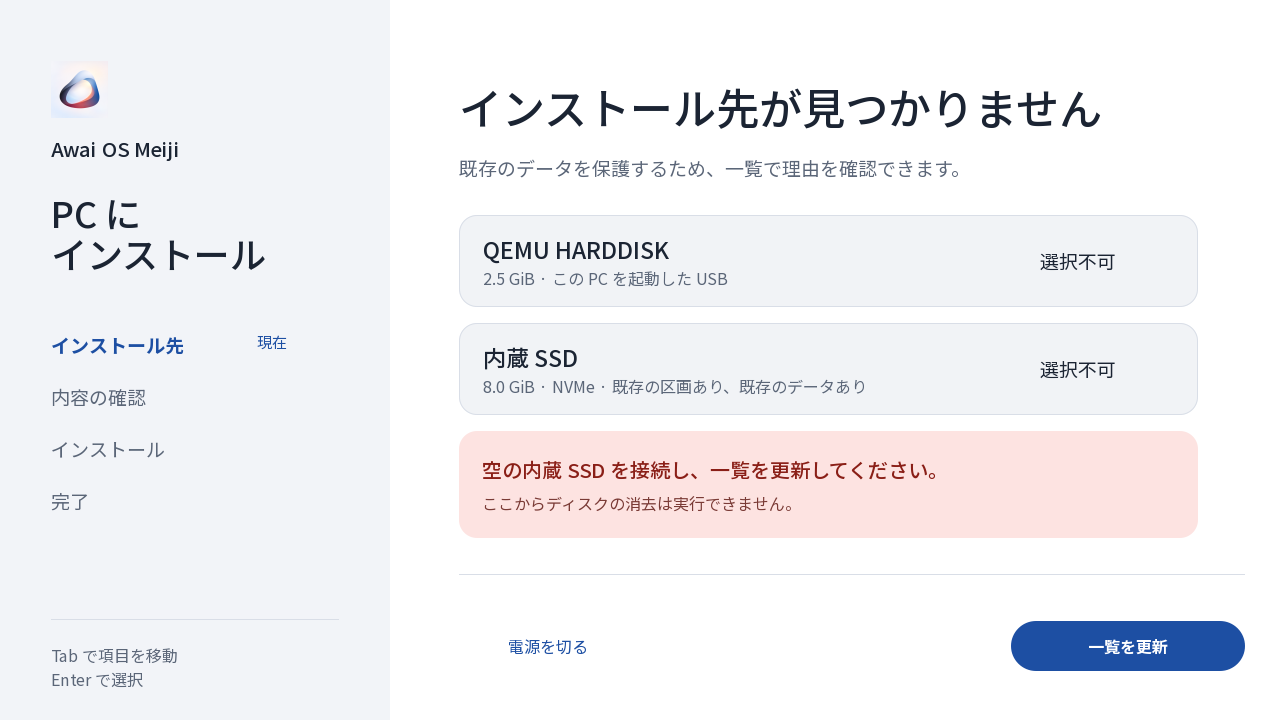 Awai OS Meiji
PC に
インストール
インストール先
現在
内容の確認
インストール
完了
Tab で項目を移動
Enter で選択
インストール先が見つかりません
既存のデータを保護するため、一覧で理由を確認できます。
QEMU HARDDISK
2.5 GiB · この PC を起動した USB
選択不可
内蔵 SSD
8.0 GiB · NVMe · 既存の区画あり、既存のデータあり
選択不可
空の内蔵 SSD を接続し、一覧を更新してください。
ここからディスクの消去は実行できません。
電源を切る
一覧を更新